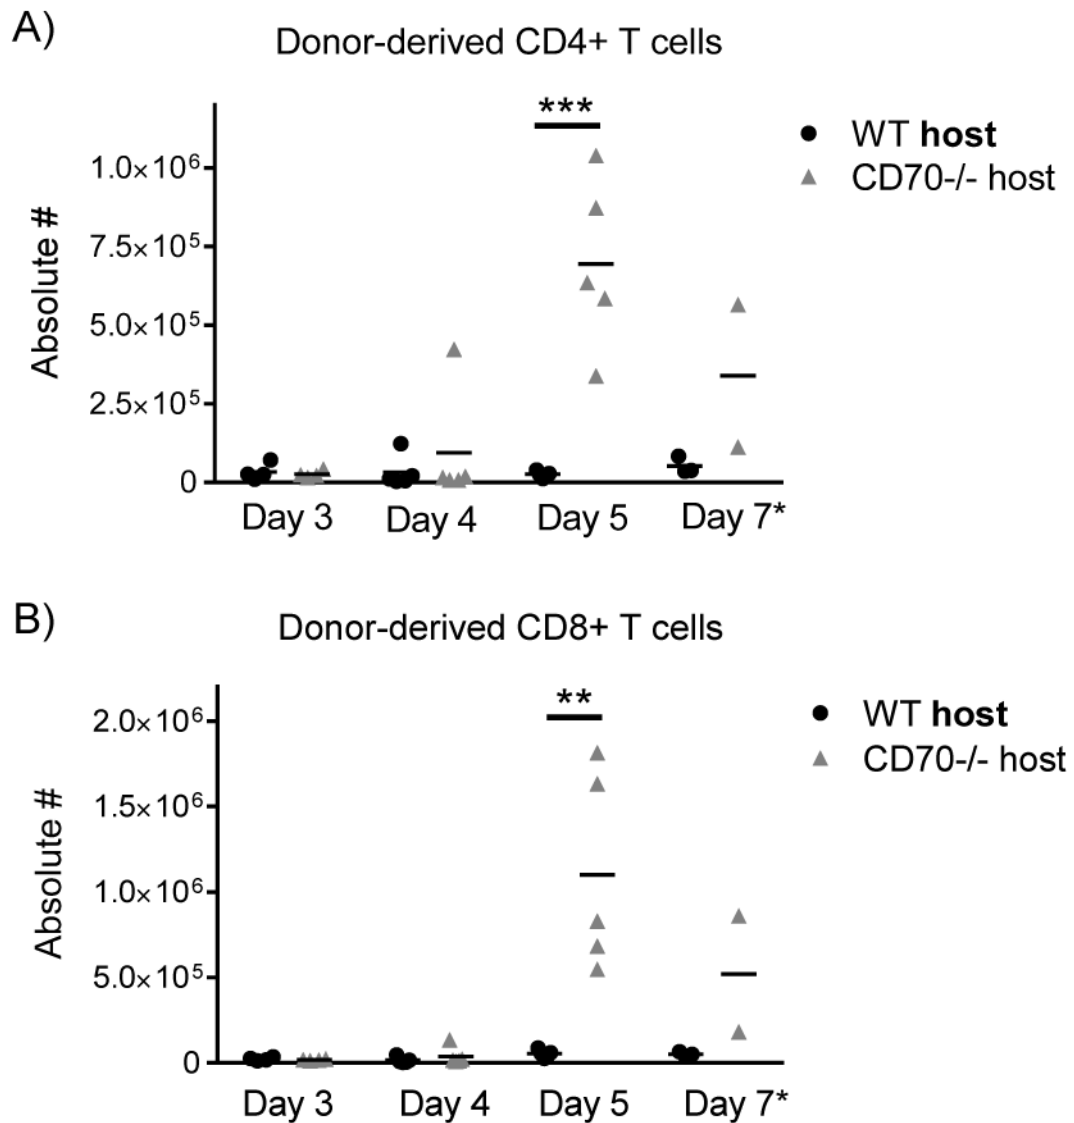 A)
Donor-derived CD4+ T cells
***
WT host
CD70-/- host
Absolute #
1.0×10⁶
7.5×10⁵
5.0×10⁵
2.5×10⁵
0
Day 3 Day 4 Day 5 Day 7*
B)
Donor-derived CD8+ T cells
**
WT host
CD70-/- host
Absolute #
2.0×10⁶
1.5×10⁶
1.0×10⁶
5.0×10⁵
0
Day 3 Day 4 Day 5 Day 7*